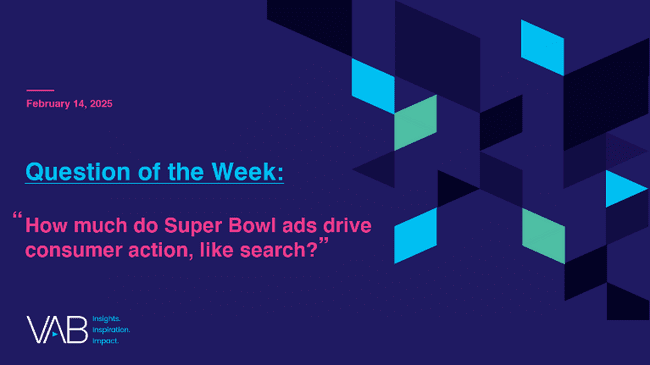 February 14, 2025
Question of the Week:
“How much do Super Bowl ads drive
consumer action, like search?”
VAB
Insights.
Inspiration.
Impact.